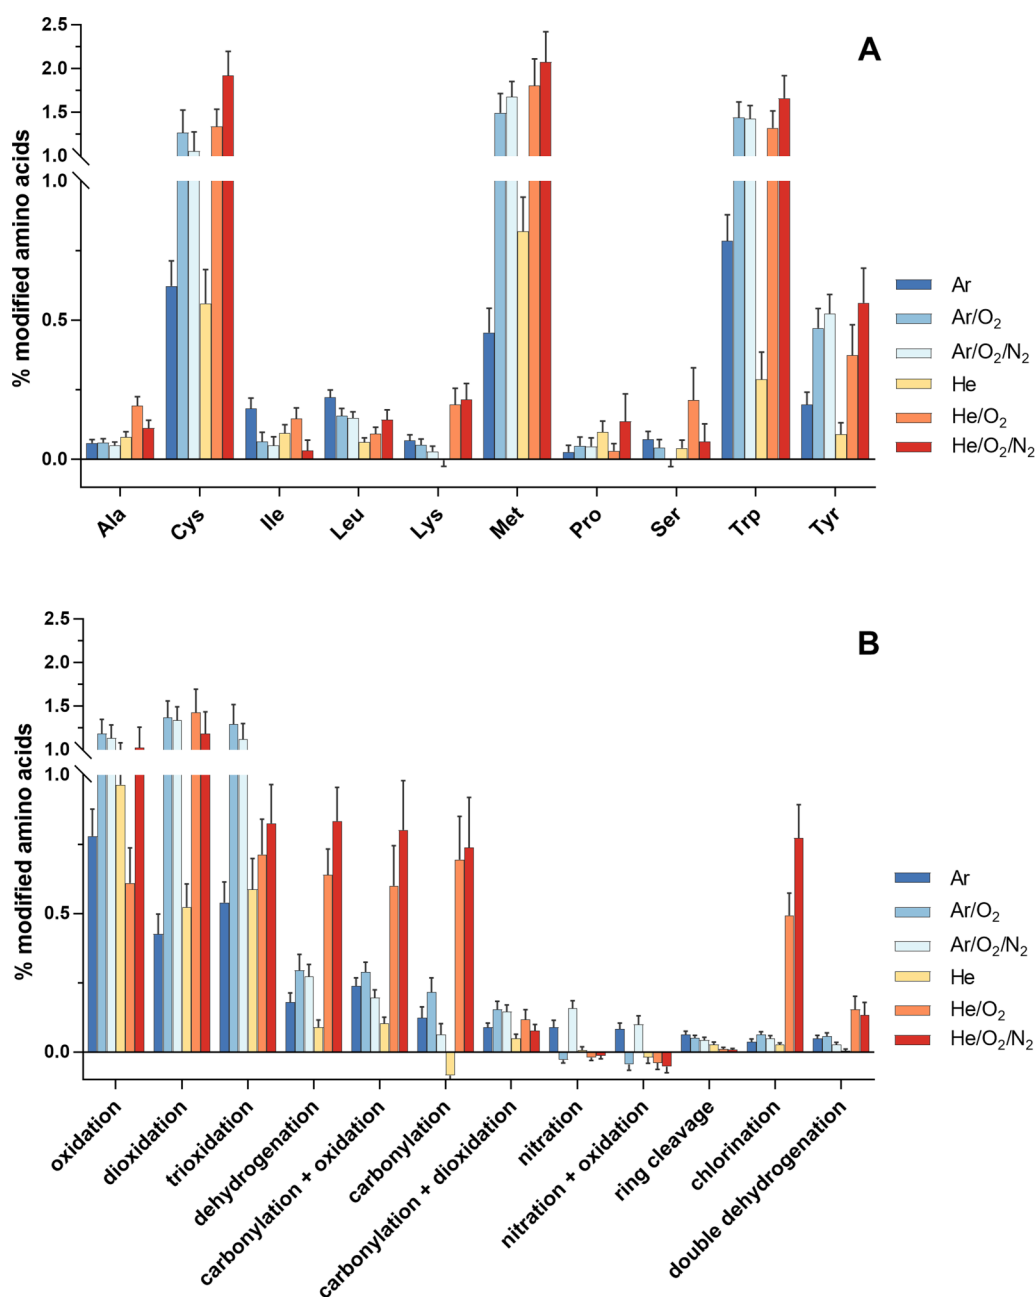 A
% modified amino acids
2.5
2.0
1.5
1.0
1.0
0.5
0.0
Ala
Cys
Ile
Leu
Lys
Met
Pro
Ser
Trp
Tyr
Ar
Ar/O₂
Ar/O₂/N₂
He
He/O₂
He/O₂/N₂
B
% modified amino acids
2.5
2.0
1.5
1.0
1.0
0.5
0.0
oxidation
dioxidation
trioxidation
dehydrogenation
carbonylation + oxidation
carbonylation
carbonylation + dioxidation
nitration
nitration + oxidation
ring cleavage
chlorination
double dehydrogenation
Ar
Ar/O₂
Ar/O₂/N₂
He
He/O₂
He/O₂/N₂